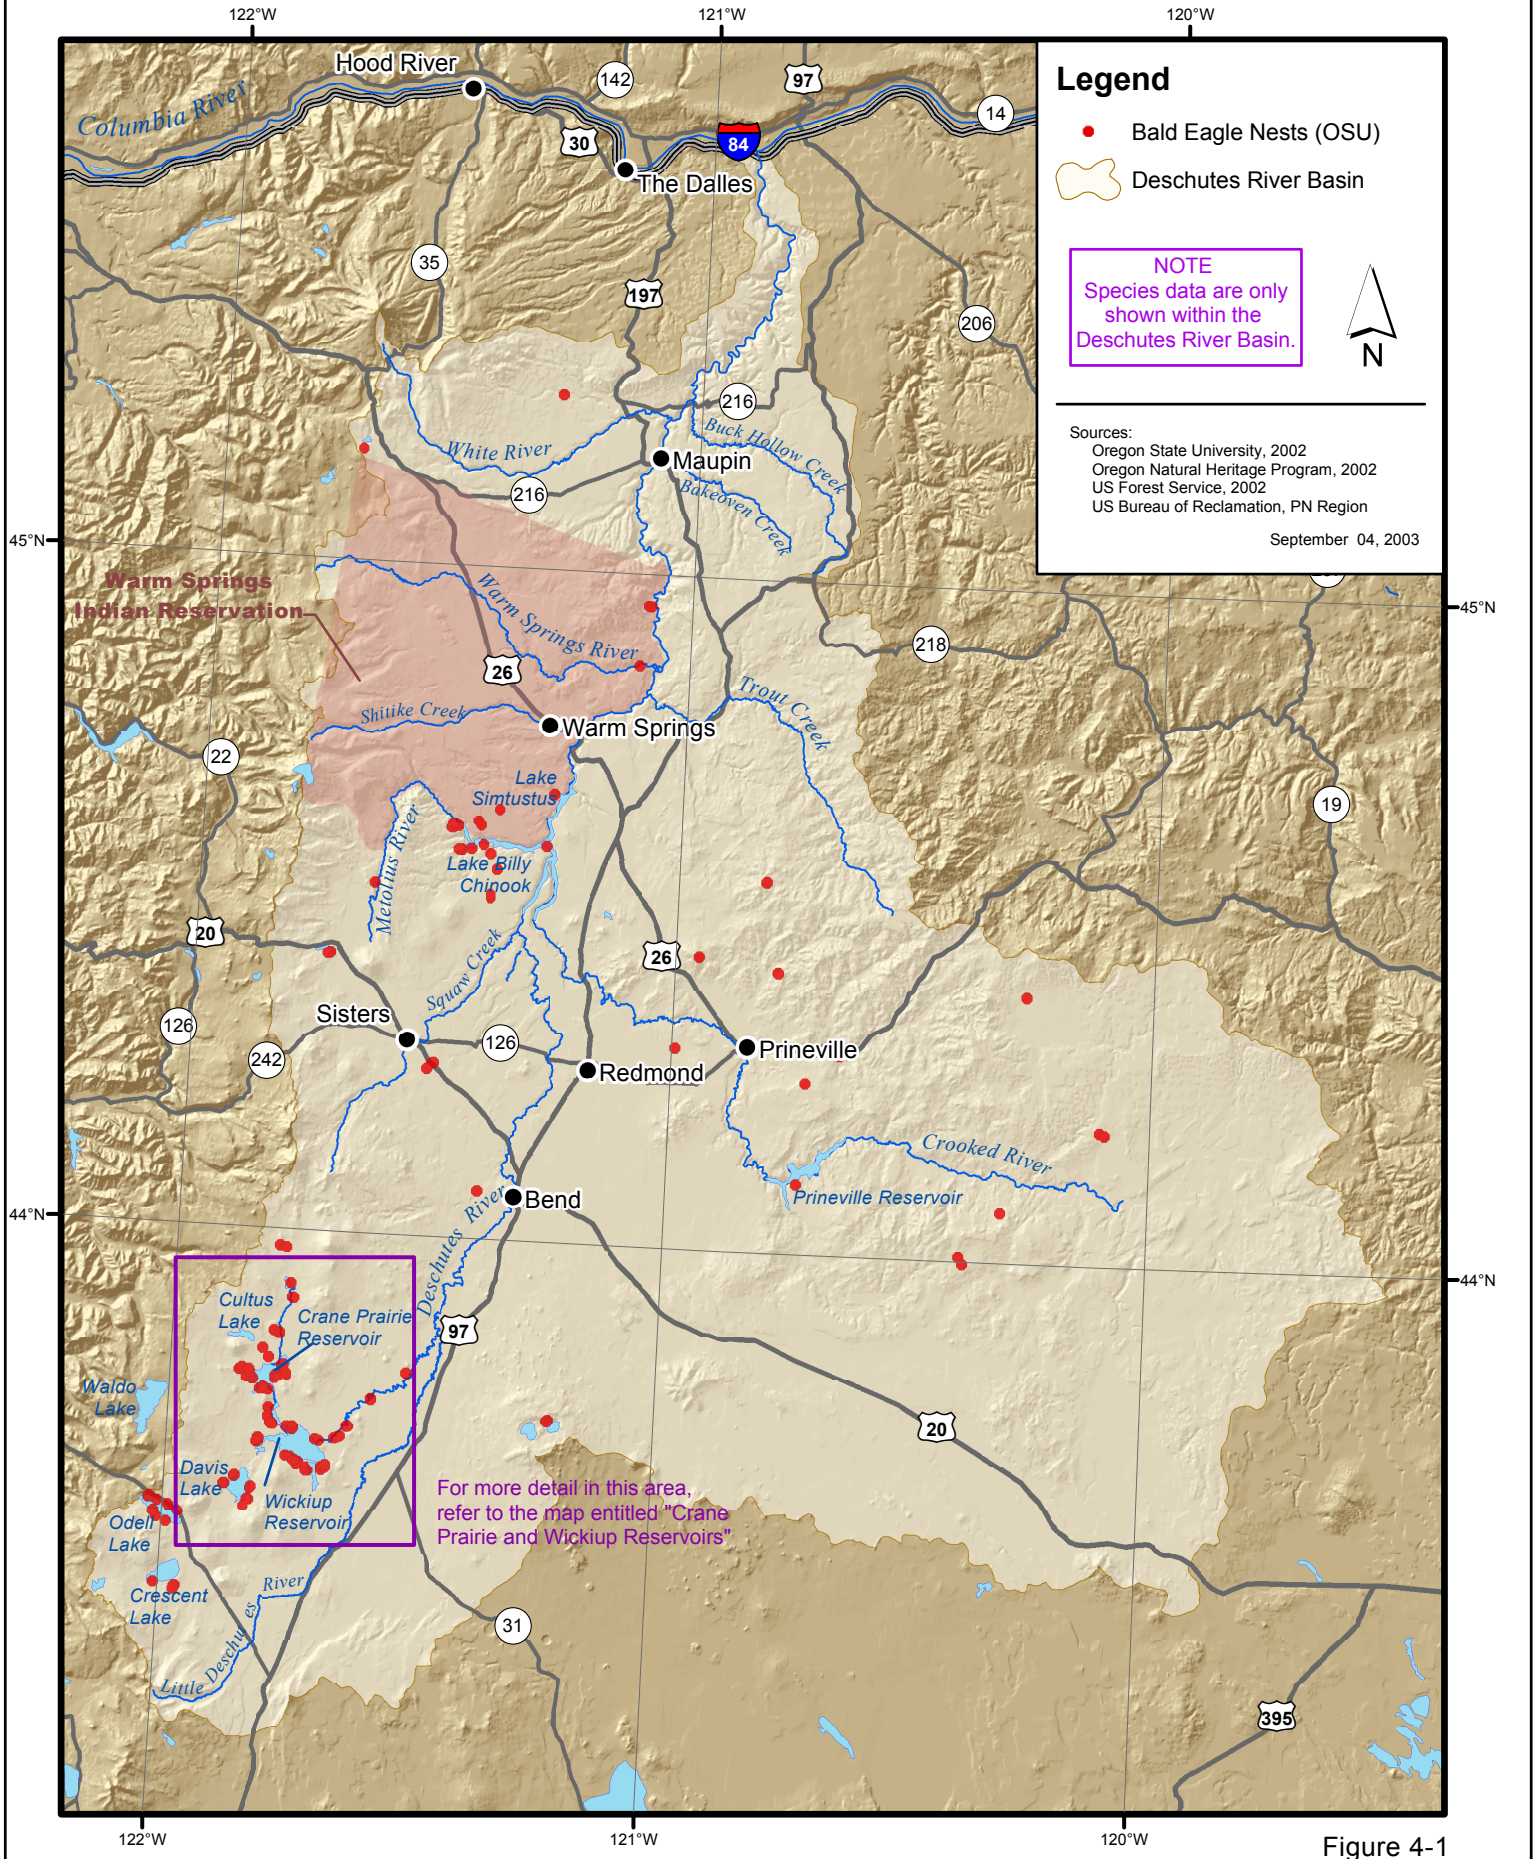 122°W
121°W
120°W
Hood River
142
97
14
Columbia River
30
84
The Dalles
35
197
206
Legend
Bald Eagle Nests (OSU)
Deschutes River Basin
NOTE
Species data are only
shown within the
Deschutes River Basin.
N
Sources:
Oregon State University, 2002
Oregon Natural Heritage Program, 2002
US Forest Service, 2002
US Bureau of Reclamation, PN Region
September 04, 2003
216
Buck Hollow Creek
White River
Maupin
216
Bakeoven Creek
45°N
45°N
Warm Springs
Indian Reservation
Warm Springs River
218
26
Trout Creek
Shitike Creek
Warm Springs
22
Lake
Simtustus
19
Metolius River
Lake Billy
Chinook
20
Squaw Creek
26
Sisters
126
126
242
Prineville
Redmond
Crooked River
Prineville Reservoir
Bend
44°N
44°N
Deschutes River
Cultus
Lake
Crane Prairie
Reservoir
97
Waldo
Lake
20
Davis
Lake
Wickiup
Reservoir
For more detail in this area,
refer to the map entitled "Crane
Prairie and Wickiup Reservoirs"
Odell
Lake
Crescent
Lake
Little Deschutes River
31
395
122°W
121°W
120°W
Figure 4-1